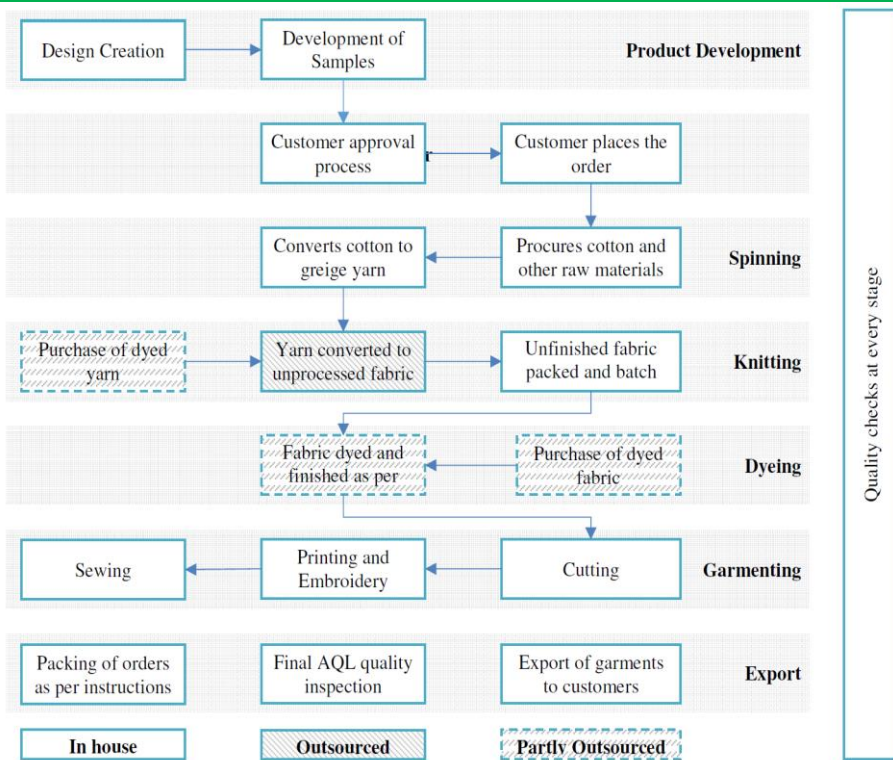 Design Creation
Development of
Samples
Product Development
Customer approval
process
r
Customer places the
order
Converts cotton to
greige yarn
Procures cotton and
other raw materials
Spinning
Purchase of dyed
yarn
Yarn converted to
unprocessed fabric
Unfinished fabric
packed and batch
Knitting
Fabric dyed and
finished as per
Purchase of dyed
fabric
Dyeing
Sewing
Printing and
Embroidery
Cutting
Garmenting
Packing of orders
as per instructions
Final AQL quality
inspection
Export of garments
to customers
Export
In house
Outsourced
Partly Outsourced
Quality checks at every stage